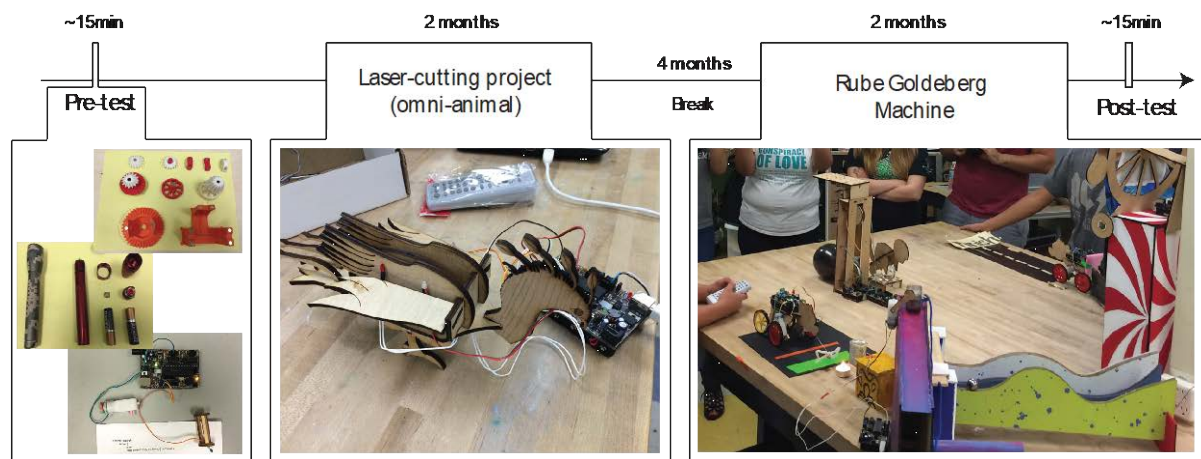 ~15min
2 months
2 months
~15min
Laser-cutting project
(omni-animal)
4 months
Break
Rube Goldeberg
Machine
Pre-test
Post-test
CONSPIRACY
OF LOVE